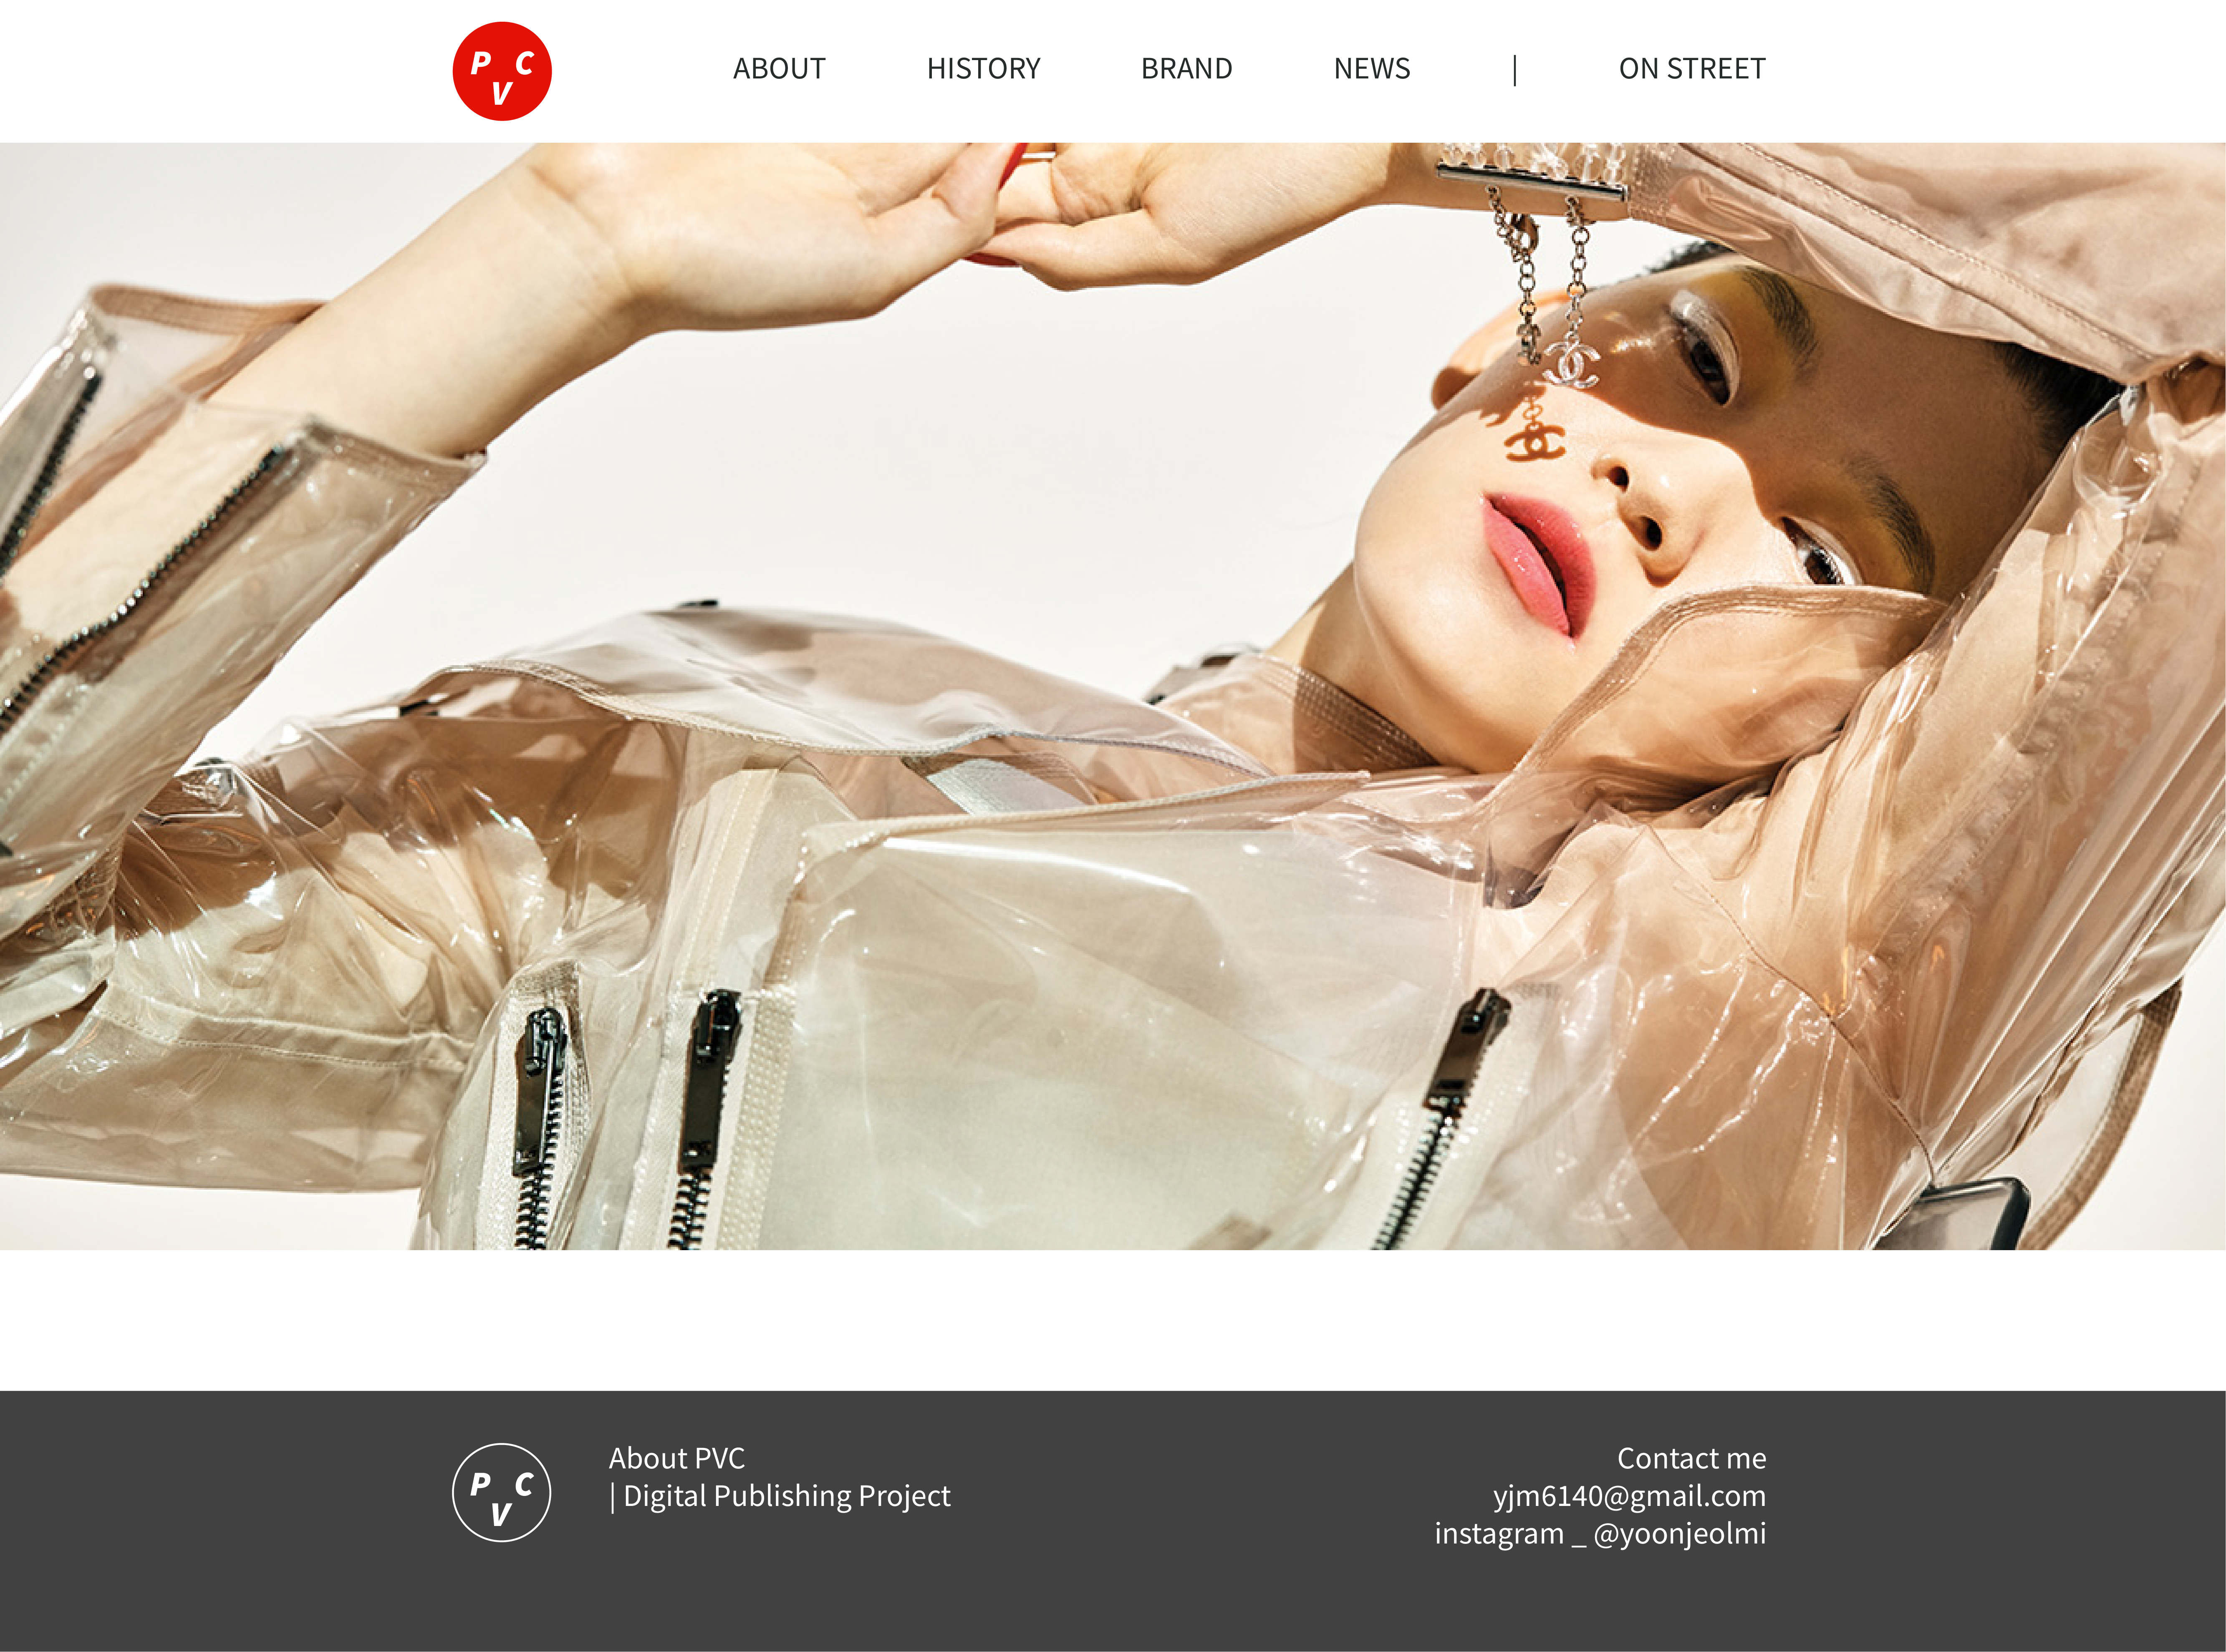 P C
V
ABOUT HISTORY BRAND NEWS | ON STREET
P C
V
About PVC
| Digital Publishing Project
Contact me
yjm6140@gmail.com
instagram _ @yoonjeolmi